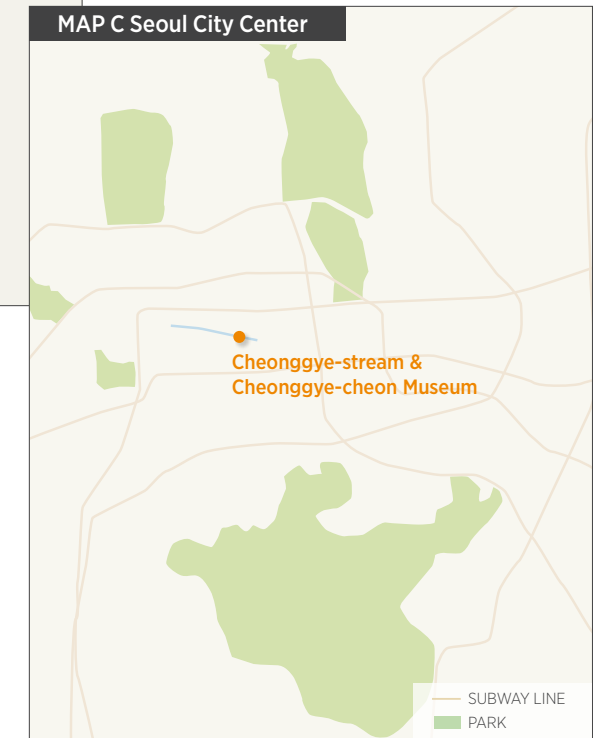 MAP C Seoul City Center
Cheonggye-stream &
Cheonggye-cheon Museum
SUBWAY LINE
PARK